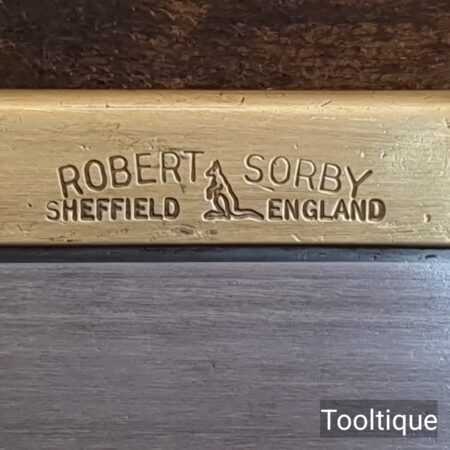 ROBERT SORBY
SHEFFIELD ENGLAND
Tooltique